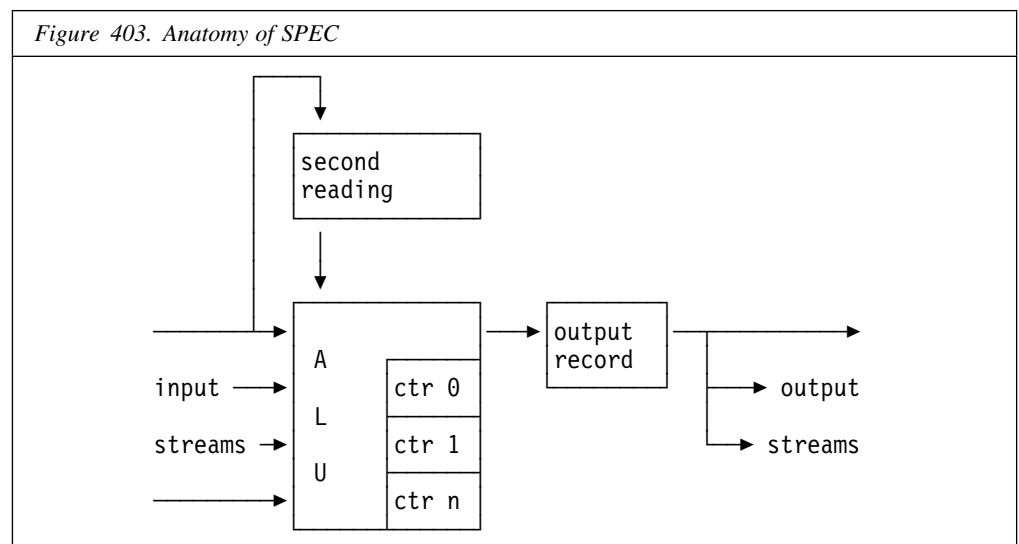 Figure 403. Anatomy of SPEC
second
reading
A
L
U
input
streams
ctr 0
ctr 1
ctr n
output
record
output
streams